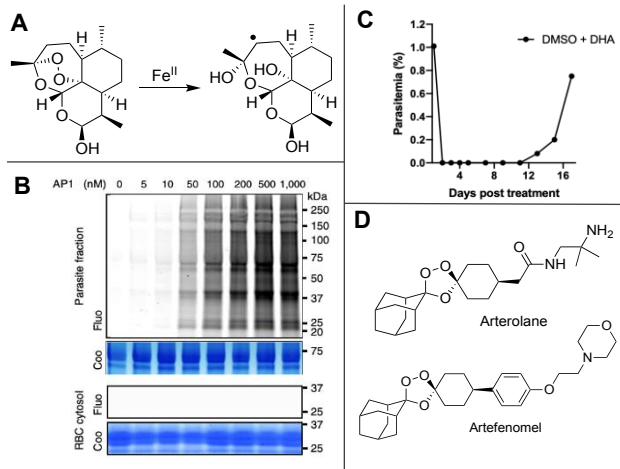 A
H
O
O
O
H
O
H
OH
Fe^II
H
HO
HO
O
H
O
H
OH
B
AP1 (nM) 0 5 10 50 100 200 500 1,000
kDa
250
150
100
75
50
37
25
20
Parasite fraction
Fluo
75
Coo
RBC cytosol
Fluo
37
25
Coo
37
25
C
DMSO + DHA
Parasitemia (%)
1.2
1.0
0.8
0.6
0.4
0.2
0.0
4 8 12 16
Days post treatment
D
O
O–O
O
NH
NH2
Arterolane
O–O
O
O
N
O
Artefenomel